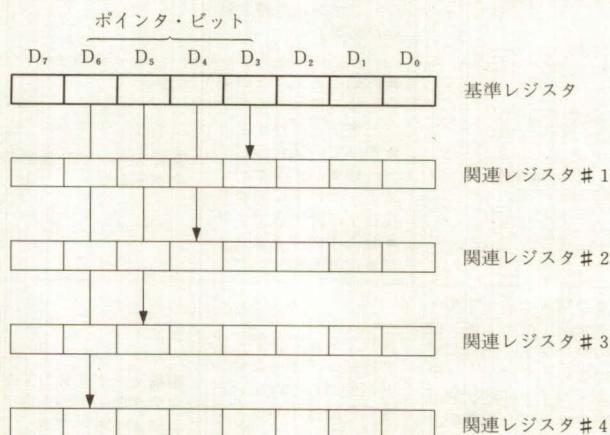 ポインタ・ビット
D₇ D₆ D₅ D₄ D₃ D₂ D₁ D₀
基準レジスタ
関連レジスタ#1
関連レジスタ#2
関連レジスタ#3
関連レジスタ#4